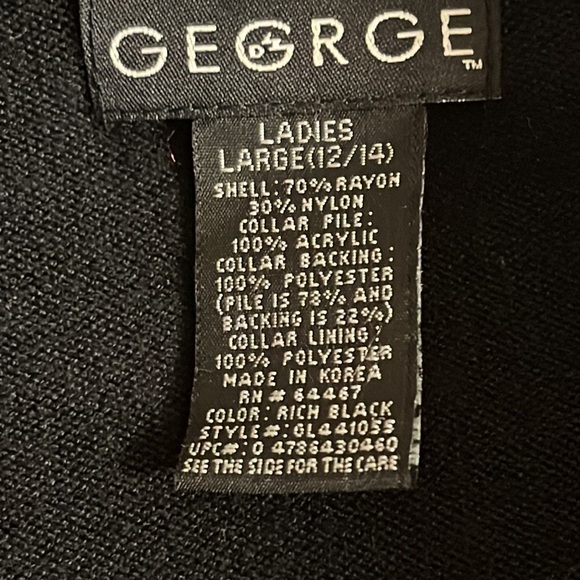 GEORGE
TM
LADIES
LARGE(12/14)
SHELL: 70% RAYON
30% NYLON
COLLAR PILE:
100% ACRYLIC
COLLAR BACKING:
100% POLYESTER
(PILE IS 78% AND
BACKING IS 22%)
COLLAR LINING:
100% POLYESTER
MADE IN KOREA
RN # 64467
COLOR: RICH BLACK
STYLE#: GL441055
UPC#: 0 4786430460
SEE THE SIDE FOR THE CARE